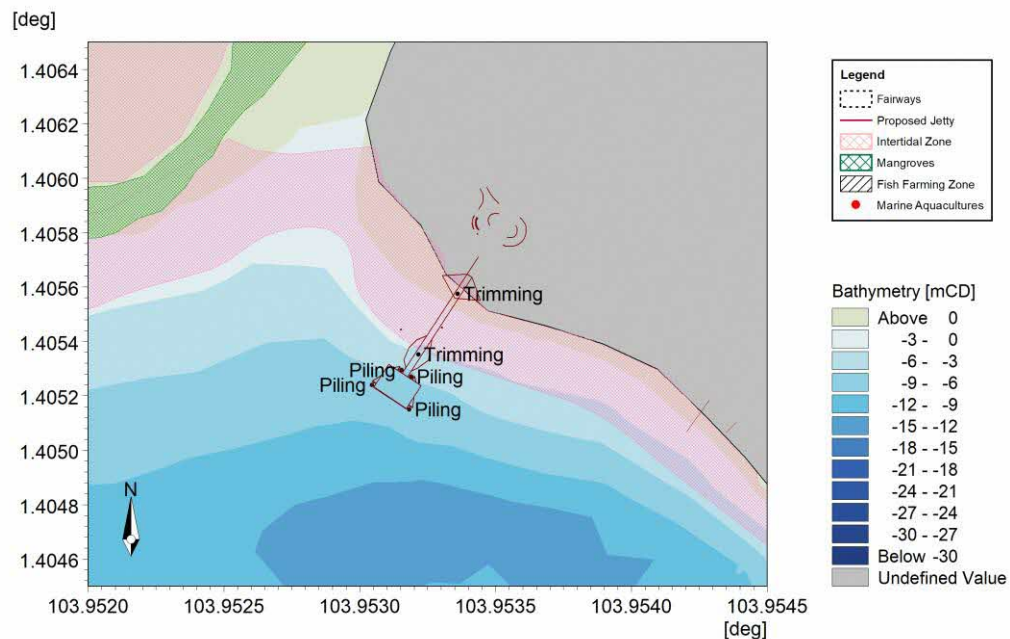 [deg]
1.4064
1.4062
1.4060
1.4058
1.4056
1.4054
1.4052
1.4050
1.4048
1.4046
103.9520
103.9525
103.9530
103.9535
103.9540
103.9545
[deg]
Trimming
Trimming
Piling
Piling
Piling
Piling
N
Legend
Fairways
Proposed Jetty
Intertidal Zone
Mangroves
Fish Farming Zone
Marine Aquacultures
Bathymetry [mCD]
Above 0
-3 - 0
-6 - -3
-9 - -6
-12 - -9
-15 - -12
-18 - -15
-21 - -18
-24 - -21
-27 - -24
-30 - -27
Below -30
Undefined Value